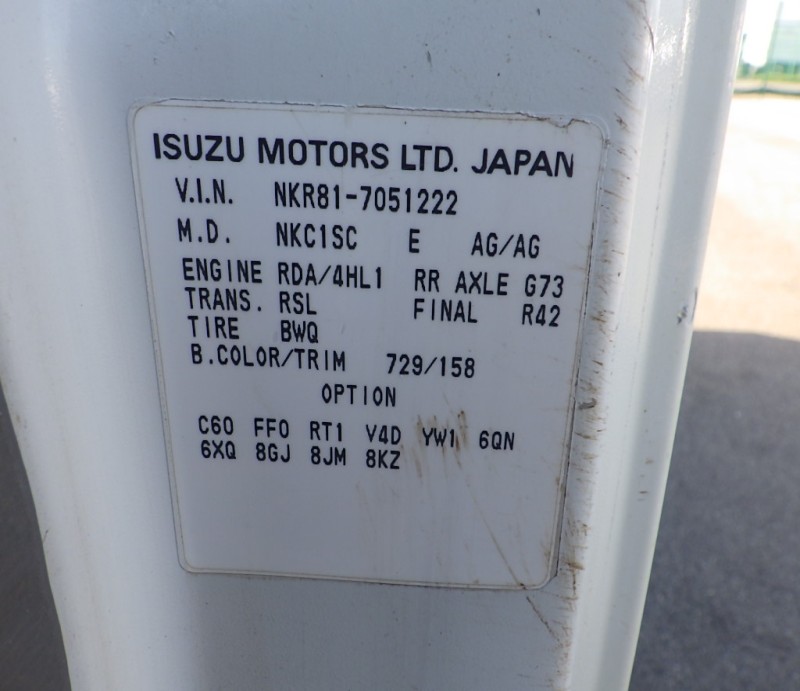 ISUZU MOTORS LTD. JAPAN
V.I.N. NKR81-7051222
M.D. NKC1SC E AG/AG
ENGINE RDA/4HL1 RR AXLE G73
TRANS. RSL FINAL R42
TIRE BWQ
B.COLOR/TRIM 729/158
OPTION
C60 FF0 RT1 V4D YW1 6QN
6XQ 8GJ 8JM 8KZ